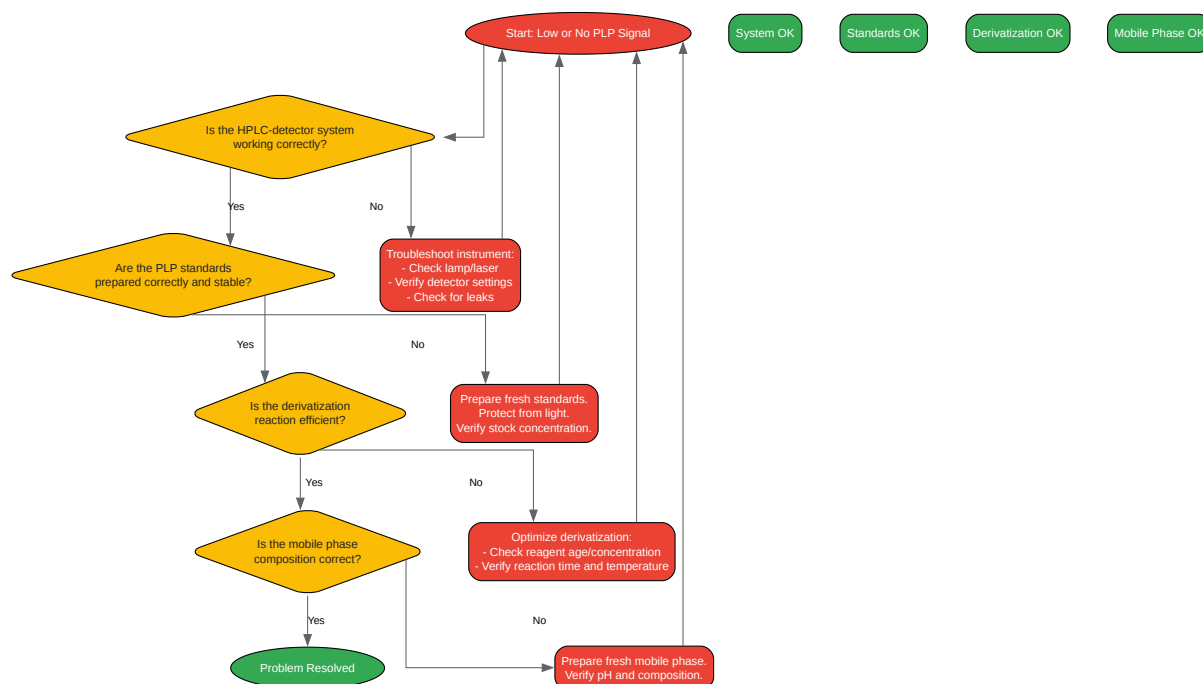 Start: Low or No PLP Signal
System OK
Standards OK
Derivatization OK
Mobile Phase OK
Is the HPLC-detector system
working correctly?
Yes
No
Troubleshoot instrument:
- Check lamp/laser
- Verify detector settings
- Check for leaks
Are the PLP standards
prepared correctly and stable?
Yes
No
Prepare fresh standards.
Protect from light.
Verify stock concentration.
Is the derivatization
reaction efficient?
Yes
No
Optimize derivatization:
- Check reagent age/concentration
- Verify reaction time and temperature
Is the mobile phase
composition correct?
Yes
No
Problem Resolved
Prepare fresh mobile phase.
Verify pH and composition.